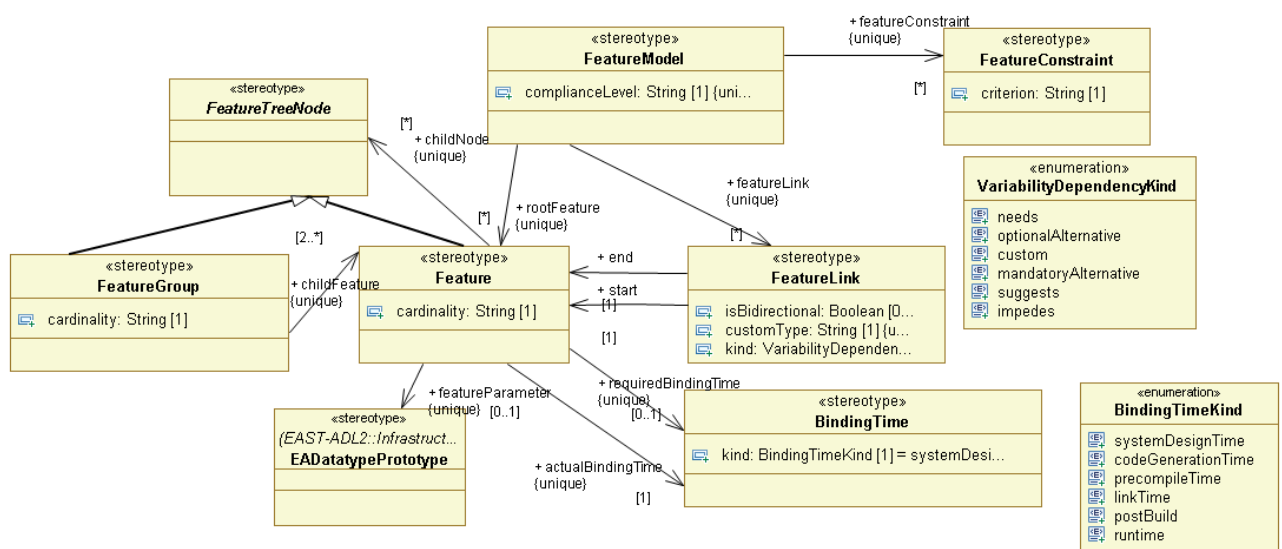 «stereotype»
FeatureModel
complianceLevel: String [1] {uni...
+ featureConstraint
{unique}
[*]
«stereotype»
FeatureConstraint
criterion: String [1]
«stereotype»
FeatureTreeNode
[*]
+ childNode
{unique}
[*]
+ rootFeature
{unique}
+ featureLink
{unique}
[*]
«enumeration»
VariabilityDependencyKind
needs
optionalAlternative
custom
mandatoryAlternative
suggests
impedes
«stereotype»
FeatureGroup
cardinality: String [1]
[2..*]
+ childFeature
{unique}
«stereotype»
Feature
cardinality: String [1]
+ end
+ start
[1]
[1]
«stereotype»
FeatureLink
isBidirectional: Boolean [0...
customType: String [1] {u...
kind: VariabilityDependen...
+ featureParameter
{unique}
[0..1]
+ requiredBindingTime
{unique}
[0..1]
+ actualBindingTime
{unique}
[1]
«stereotype»
(EAST-ADL2::Infrastruct...
EADatatypePrototype
«stereotype»
BindingTime
kind: BindingTimeKind [1] = systemDesi...
«enumeration»
BindingTimeKind
systemDesignTime
codeGenerationTime
precompileTime
linkTime
postBuild
runtime